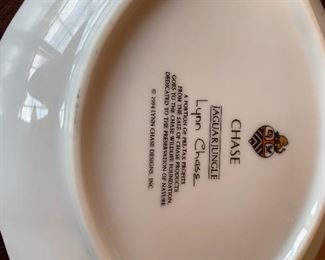 CHASE
JAGUAR JUNGLE
Lynn Chase
A PORTION OF PRE-TAX PROFITS
FROM THE SALE OF CHASE PRODUCTS
GOES TO THE CHASE WILDLIFE FOUNDATION,
DEDICATED TO THE PRESERVATION OF NATURE.
© 1994 LYNN CHASE DESIGNS, INC.